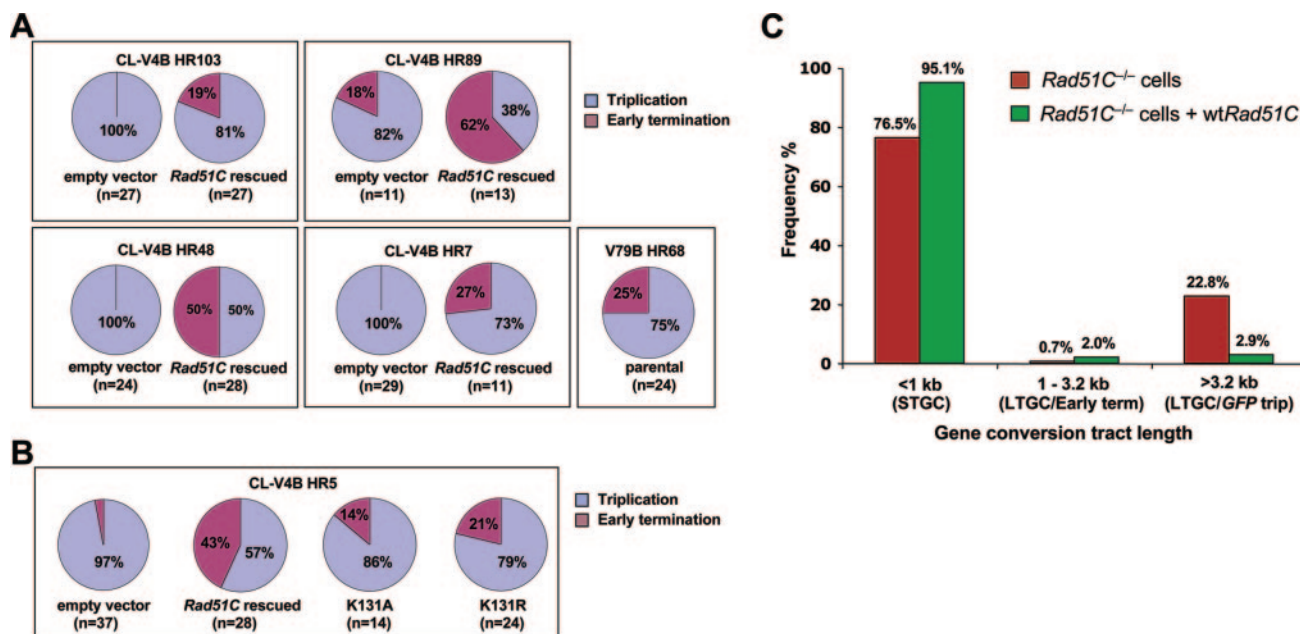 A
CL-V4B HR103
100%
19%
81%
empty vector
(n=27)
Rad51C rescued
(n=27)
CL-V4B HR89
18%
82%
62%
38%
empty vector
(n=11)
Rad51C rescued
(n=13)
Triplication
Early termination
CL-V4B HR48
100%
50%
50%
empty vector
(n=24)
Rad51C rescued
(n=28)
CL-V4B HR7
100%
27%
73%
empty vector
(n=29)
Rad51C rescued
(n=11)
V79B HR68
25%
75%
parental
(n=24)
B
CL-V4B HR5
97%
43%
57%
14%
86%
21%
79%
empty vector
(n=37)
Rad51C rescued
(n=28)
K131A
(n=14)
K131R
(n=24)
Triplication
Early termination
C
Rad51C–/– cells
Rad51C–/– cells + wtRad51C
Frequency %
100
80
60
40
20
0
76.5%
95.1%
0.7%
2.0%
22.8%
2.9%
<1 kb
(STGC)
1 - 3.2 kb
(LTGC/Early term)
>3.2 kb
(LTGC/GFP trip)
Gene conversion tract length